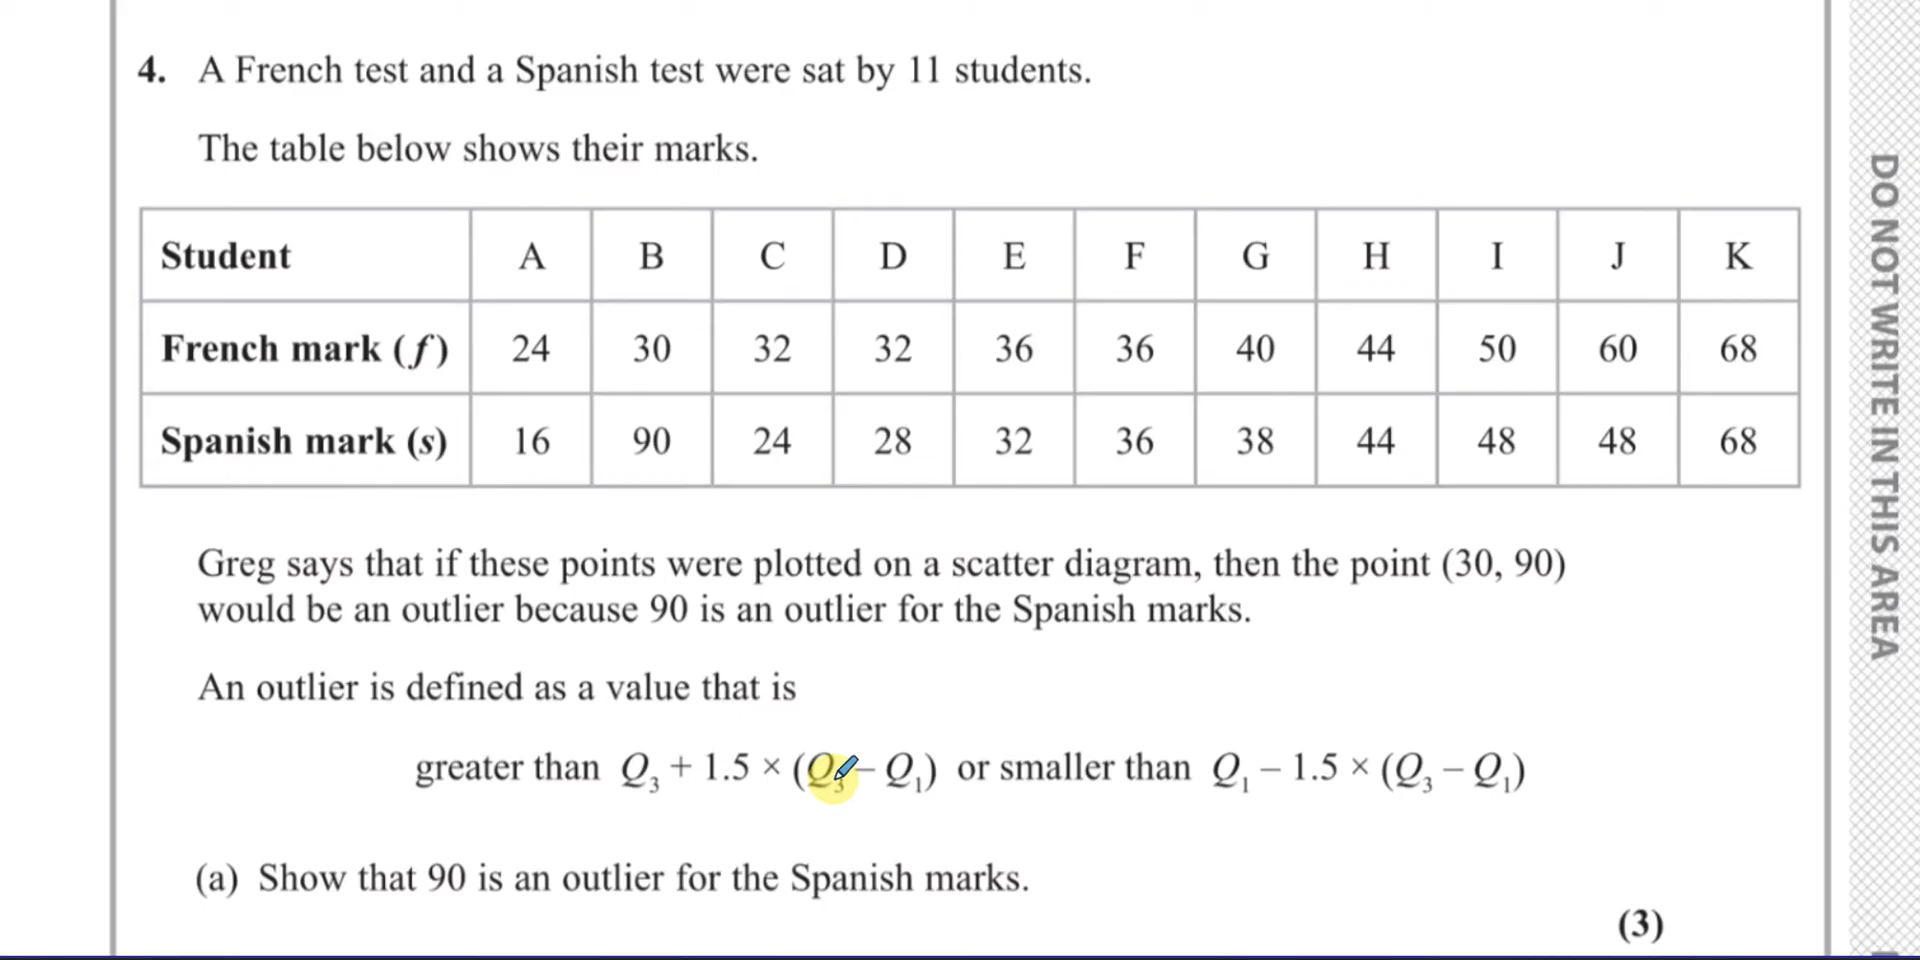 4. A French test and a Spanish test were sat by 11 students.
The table below shows their marks.
Student A B C D E F G H I J K
French mark (f) 24 30 32 32 36 36 40 44 50 60 68
Spanish mark (s) 16 90 24 28 32 36 38 44 48 48 68
Greg says that if these points were plotted on a scatter diagram, then the point (30, 90)
would be an outlier because 90 is an outlier for the Spanish marks.
An outlier is defined as a value that is
greater than Q₃ + 1.5 × (Q₃ – Q₁) or smaller than Q₁ – 1.5 × (Q₃ – Q₁)
(a) Show that 90 is an outlier for the Spanish marks.
(3)
DO NOT WRITE IN THIS AREA